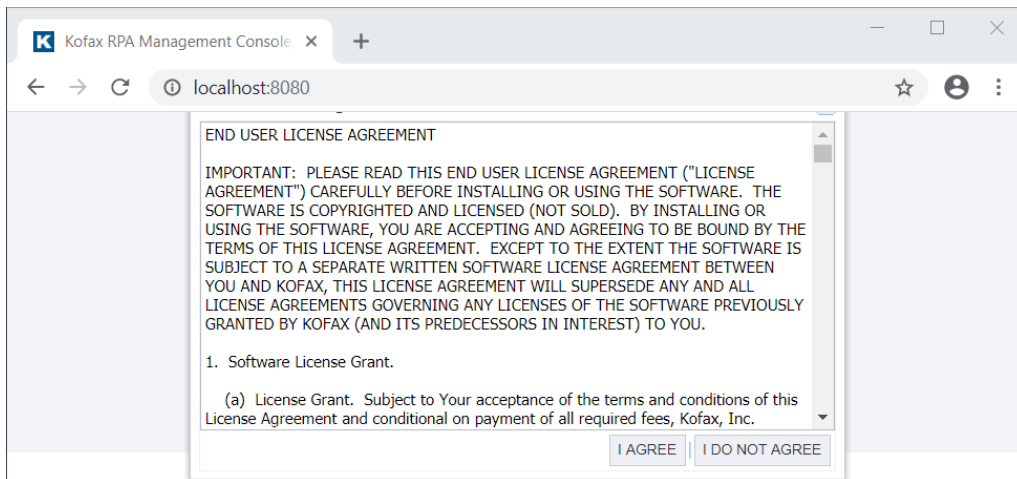 Kofax RPA Management Console,
localhost:8080
END USER LICENSE AGREEMENT
IMPORTANT: PLEASE READ THIS END USER LICENSE AGREEMENT ("LICENSE
AGREEMENT") CAREFULLY BEFORE INSTALLING OR USING THE SOFTWARE. THE
SOFTWARE IS COPYRIGHTED AND LICENSED (NOT SOLD). BY INSTALLING OR
USING THE SOFTWARE, YOU ARE ACCEPTING AND AGREEING TO BE BOUND BY THE
TERMS OF THIS LICENSE AGREEMENT. EXCEPT TO THE EXTENT THE SOFTWARE IS
SUBJECT TO A SEPARATE WRITTEN SOFTWARE LICENSE AGREEMENT BETWEEN
YOU AND KOFAX, THIS LICENSE AGREEMENT WILL SUPERSEDE ANY AND ALL
LICENSE AGREEMENTS GOVERNING ANY LICENSES OF THE SOFTWARE PREVIOUSLY
GRANTED BY KOFAX (AND ITS PREDECESSORS IN INTEREST) TO YOU.
1. Software License Grant.
(a) License Grant. Subject to Your acceptance of the terms and conditions of this
License Agreement and conditional on payment of all required fees, Kofax, Inc.
I AGREE | I DO NOT AGREE